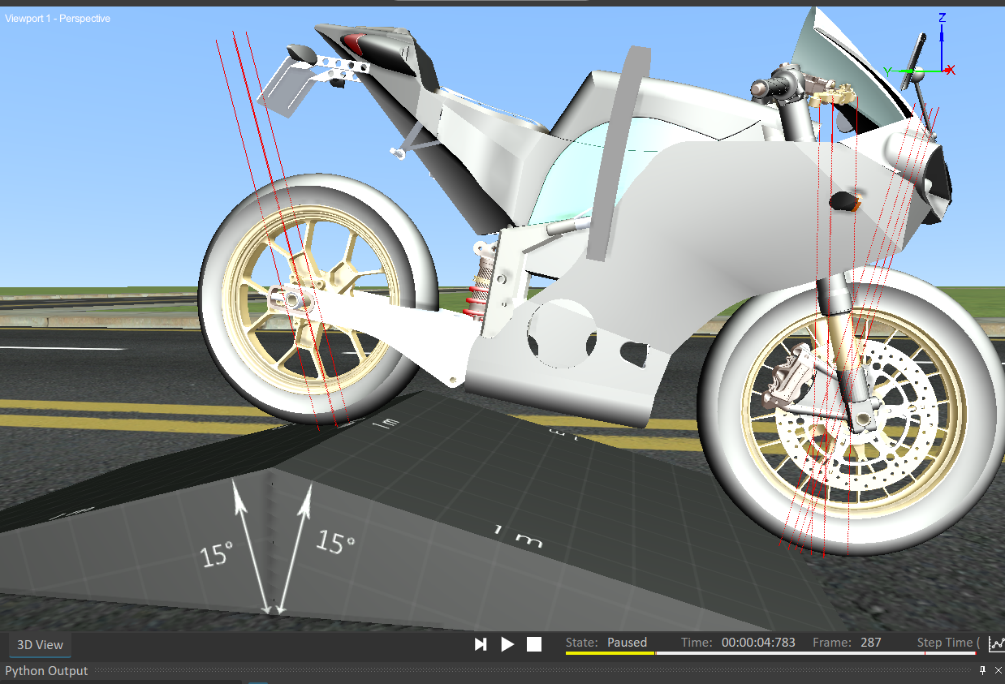 Viewport 1 - Perspective
Z
Y
X
1 m
1 m
15°
15°
3D View
State: Paused
Time: 00:00:04:783
Frame: 287
Step Time (
Python Output